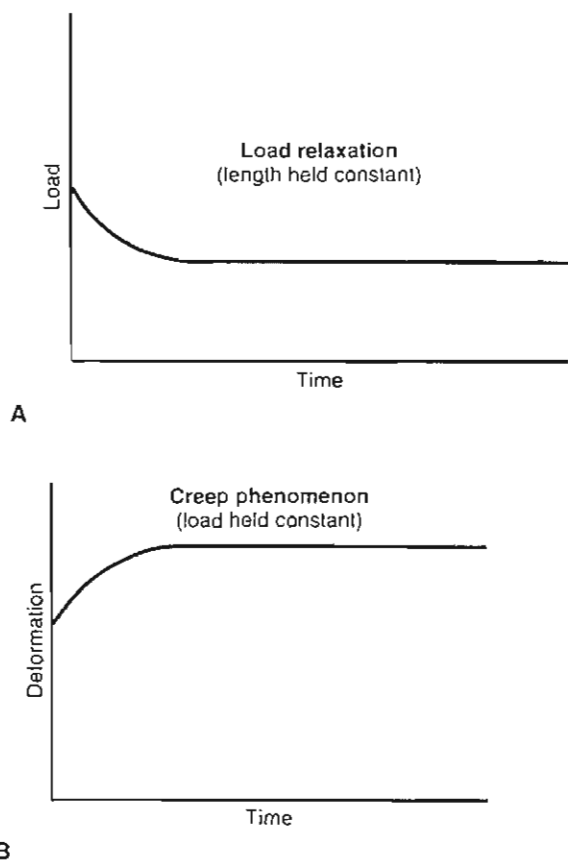 Load relaxation
(length held constant)
Load
Time
A
Creep phenomenon
(load held constant)
Deformation
Time
B